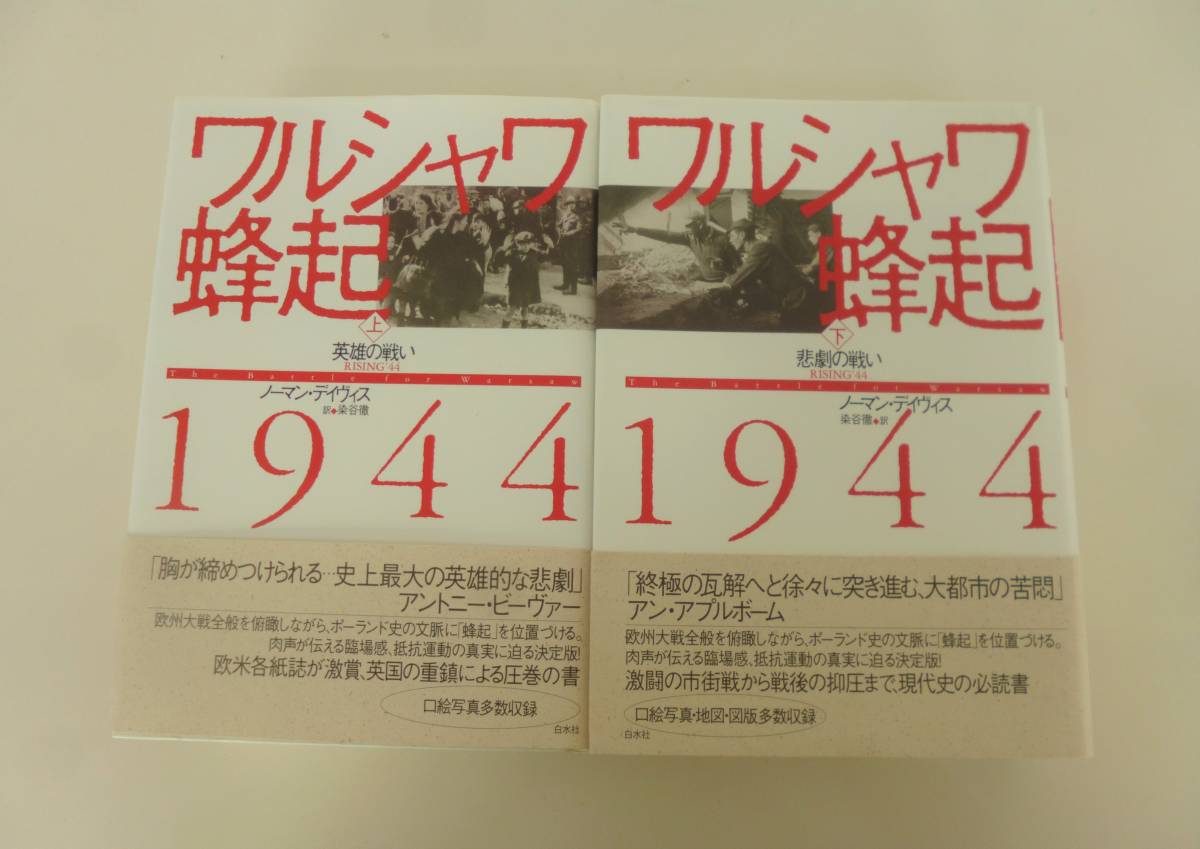 ワルシャワ
蜂起
上
英雄の戦い
RISING '44
The Battle for Warsaw
ノーマン・デイヴィス
訳◆染谷徹
1944
「胸が締めつけられる…史上最大の英雄的な悲劇」
アントニー・ビーヴァー
欧州大戦全般を俯瞰しながら、ポーランド史の文脈に「蜂起」を位置づける。
肉声が伝える臨場感、抵抗運動の真実に迫る決定版!
欧米各紙誌が激賞、英国の重鎮による圧巻の書
口絵写真多数収録
白水社
ワルシャワ
蜂起
下
悲劇の戦い
RISING '44
The Battle for Warsaw
ノーマン・デイヴィス
染谷徹◆訳
1944
「終極の瓦解へと徐々に突き進む、大都市の苦悶」
アン・アプルボーム
欧州大戦全般を俯瞰しながら、ポーランド史の文脈に「蜂起」を位置づける。
肉声が伝える臨場感、抵抗運動の真実に迫る決定版!
激闘の市街戦から戦後の抑圧まで、現代史の必読書
口絵写真・地図・図版多数収録
白水社